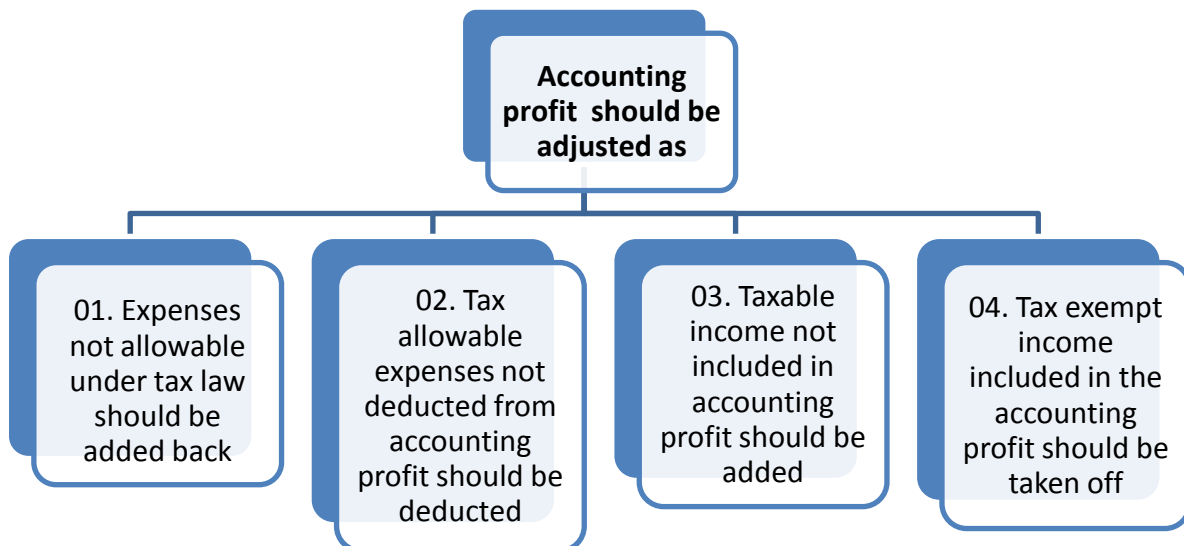 Accounting
profit should be
adjusted as
01. Expenses
not allowable
under tax law
should be
added back
02. Tax
allowable
expenses not
deducted from
accounting
profit should be
deducted
03. Taxable
income not
included in
accounting
profit should be
added
04. Tax exempt
income
included in the
accounting
profit should be
taken off